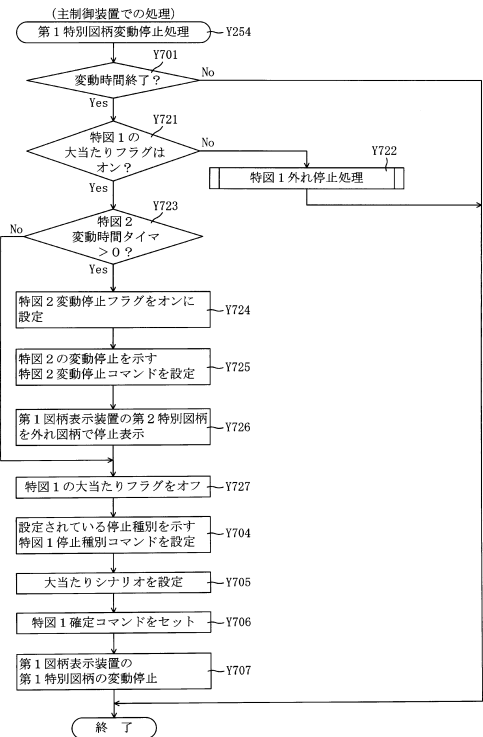 (主制御装置での処理)
第1特別図柄変動停止処理
Y254
Y701
変動時間終了?
No
Yes
Y721
特図1の
大当たりフラグは
オン?
No
Yes
Y722
特図1外れ停止処理
Y723
特図2
変動時間タイマ
>0?
No
Yes
特図2変動停止フラグをオンに
設定
Y724
特図2の変動停止を示す
特図2変動停止コマンドを設定
Y725
第1図柄表示装置の第2特別図柄
を外れ図柄で停止表示
Y726
特図1の大当たりフラグをオフ
Y727
設定されている停止種別を示す
特図1停止種別コマンドを設定
Y704
大当たりシナリオを設定
Y705
特図1確定コマンドをセット
Y706
第1図柄表示装置の
第1特別図柄の変動停止
Y707
終 了